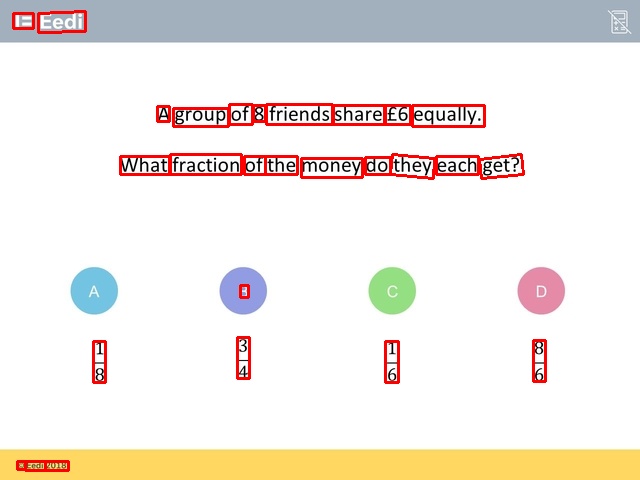 Eedi
A group of 8 friends share £6 equally.
What fraction of the money do they each get?
A B C D
1/8 3/4 1/6 8/6
© Eedi 2018